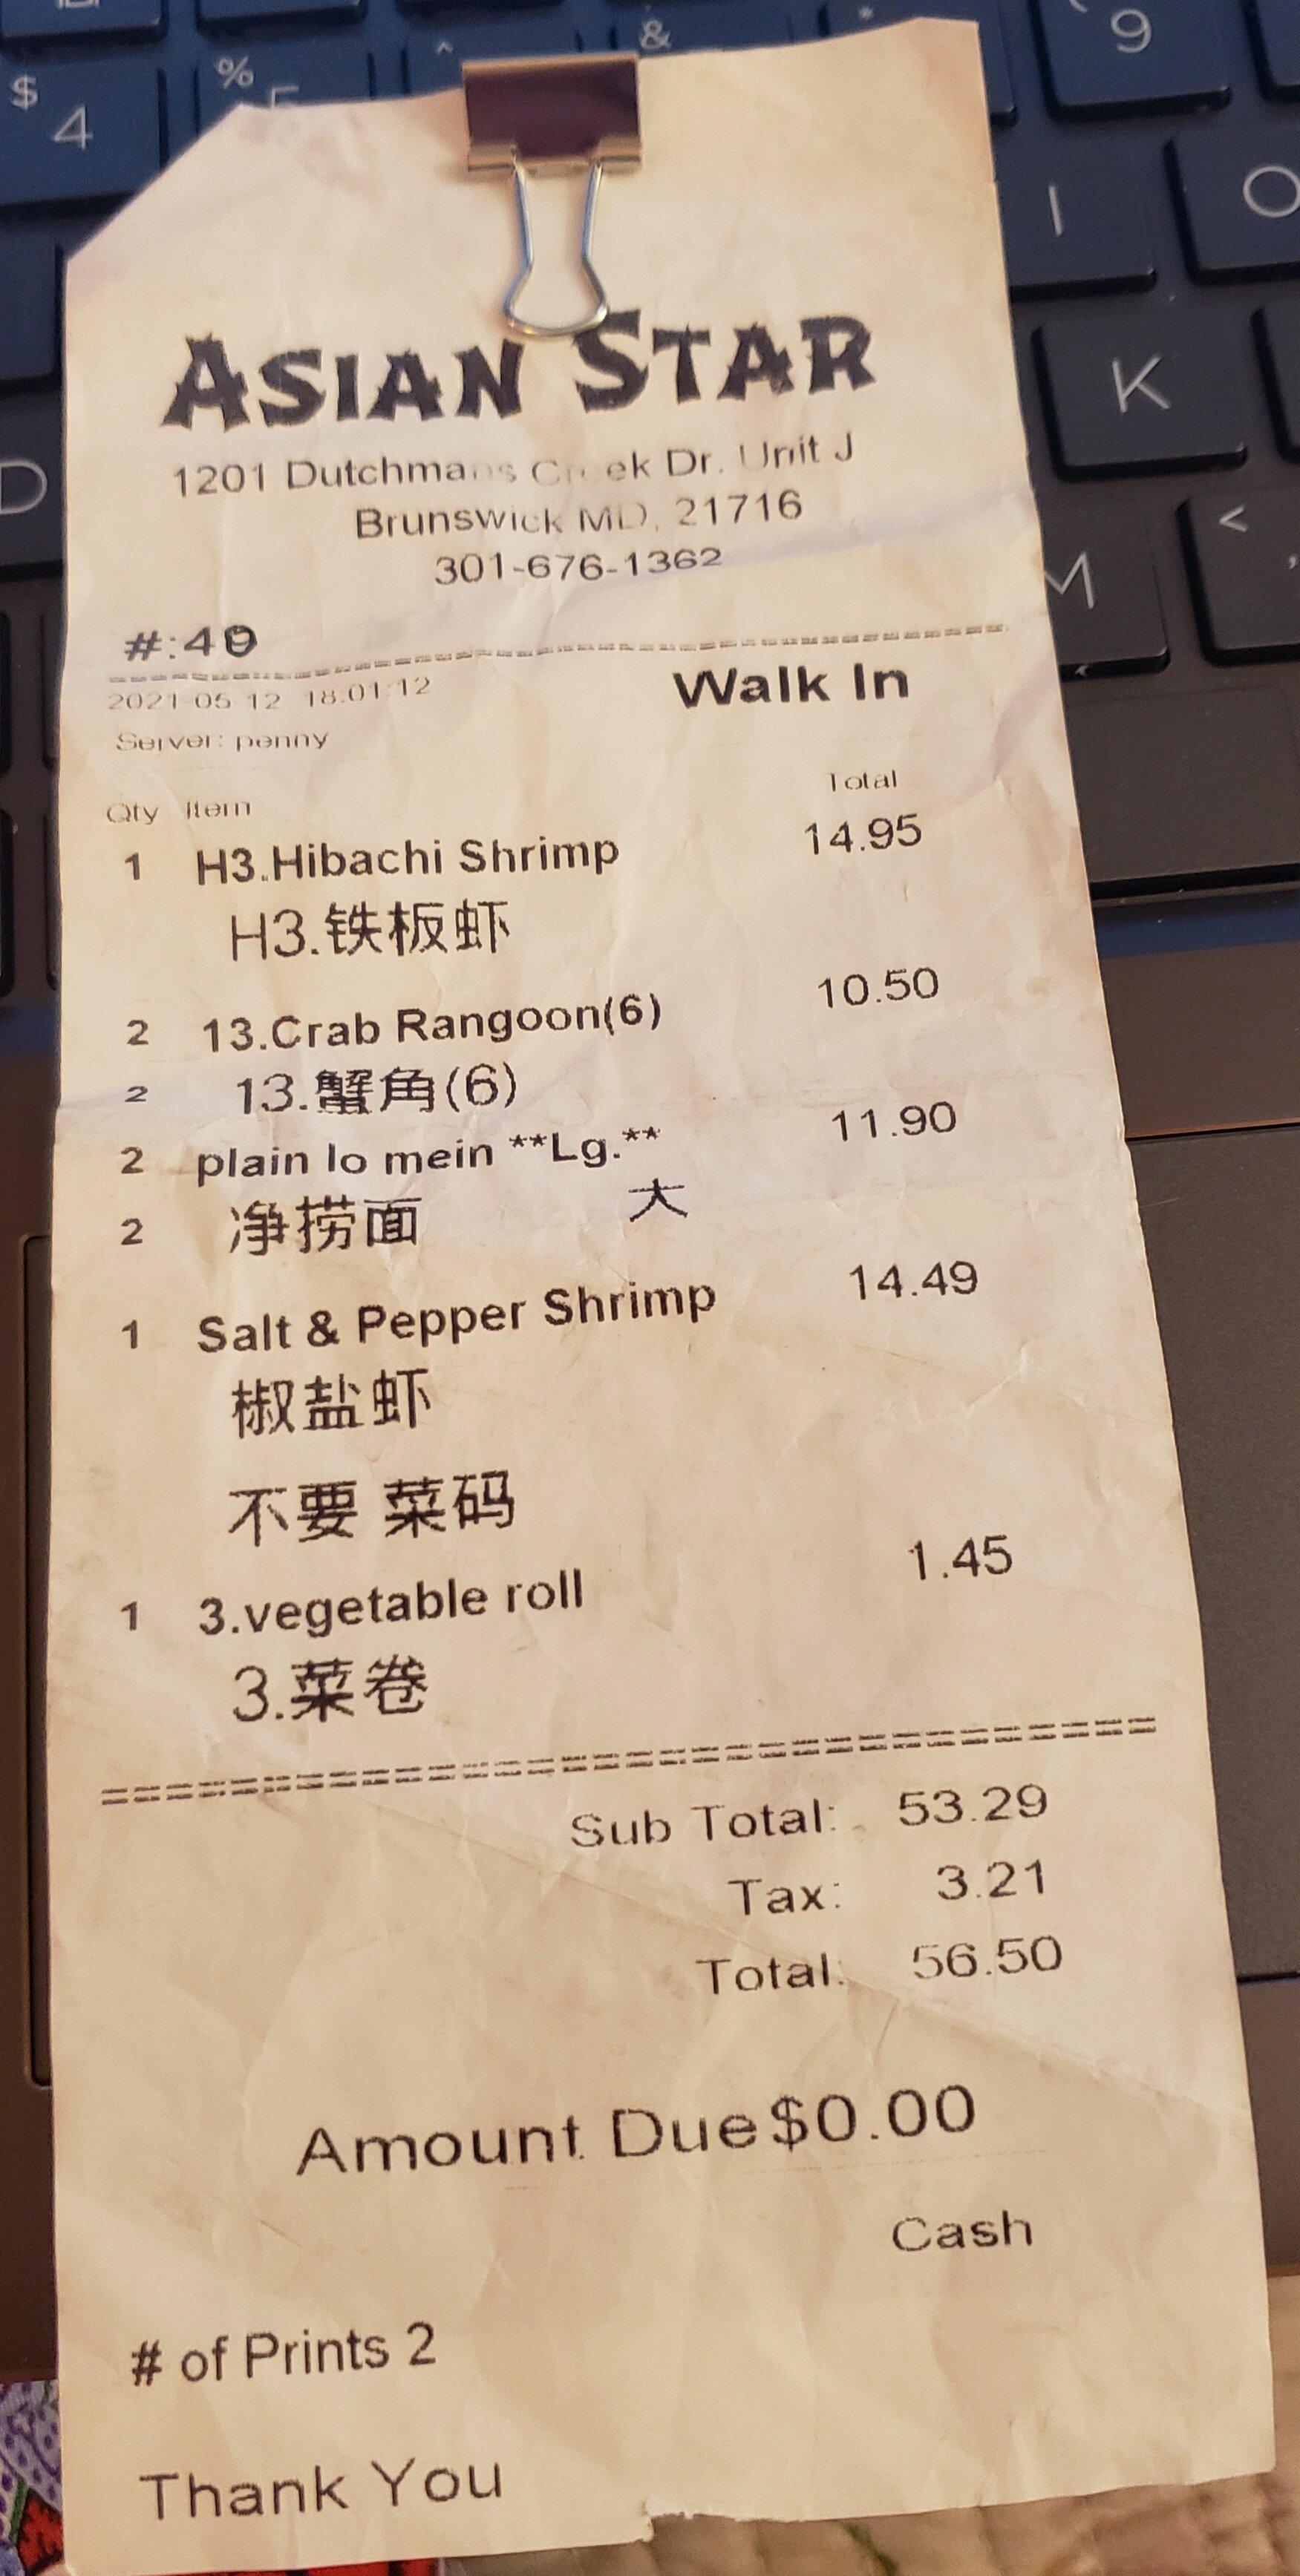 ASIAN STAR
1201 Dutchmans Creek Dr. Unit J
Brunswick MD, 21716
301-676-1362
#:49
2021-05-12 18:01:12 Walk In
Server: penny
Qty Item Total
1 H3.Hibachi Shrimp 14.95
H3.铁板虾
2 13.Crab Rangoon(6) 10.50
2 13.蟹角(6)
2 plain lo mein **Lg.** 11.90
2 净捞面 大
1 Salt & Pepper Shrimp 14.49
椒盐虾
不要 菜码
1 3.vegetable roll 1.45
3.菜卷
Sub Total: 53.29
Tax: 3.21
Total: 56.50
Amount Due$0.00
Cash
# of Prints 2
Thank You
$
4
%
5
^
&
*
(
9
I
O
D
K
M
<
,